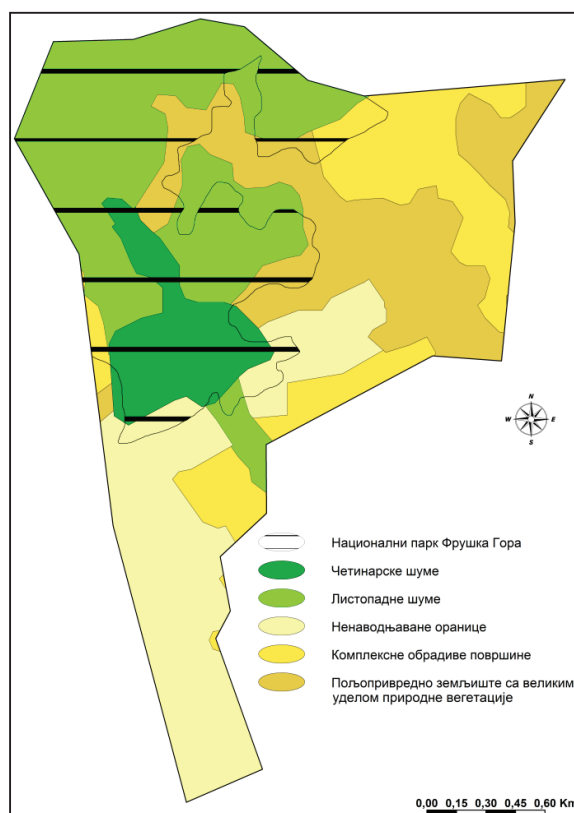 N
W E
S
Национални парк Фрушка Гора
Четинарске шуме
Листопадне шуме
Ненаводњаване оранице
Комплексне обрадиве површине
Пољопривредно земљиште са великим
уделом природне вегетације
0,00 0,15 0,30 0,45 0,60 Km